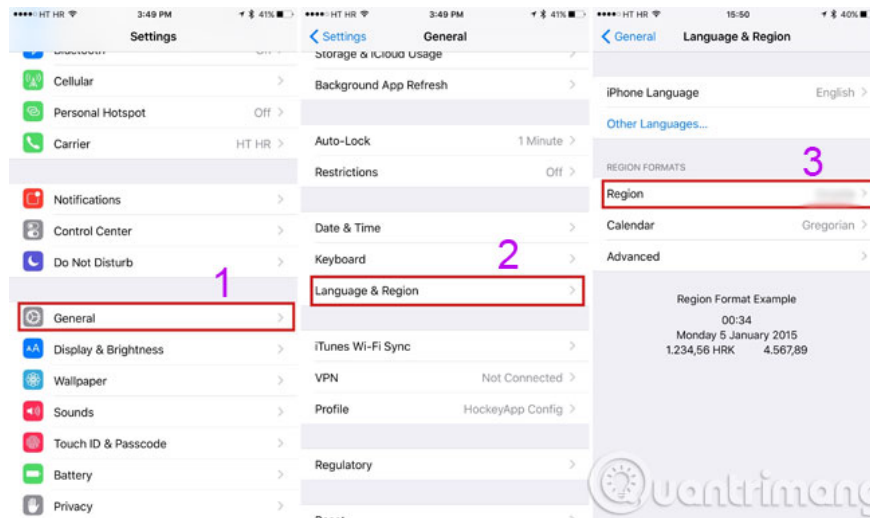 HT HR 3:49 PM 41%
Settings
Bluetooth On
Cellular
Personal Hotspot Off
Carrier HT HR
Notifications
Control Center
Do Not Disturb
1
General
Display & Brightness
Wallpaper
Sounds
Touch ID & Passcode
Battery
Privacy
HT HR 3:49 PM 41%
Settings General
Storage & iCloud Usage
Background App Refresh
Auto-Lock 1 Minute
Restrictions Off
Date & Time
Keyboard
2
Language & Region
iTunes Wi-Fi Sync
VPN Not Connected
Profile HockeyApp Config
Regulatory
HT HR 15:50 40%
General Language & Region
iPhone Language English
Other Languages...
REGION FORMATS
3
Region
Calendar Gregorian
Advanced
Region Format Example
00:34
Monday 5 January 2015
1.234,56 HRK 4.567,89
Quantrimang